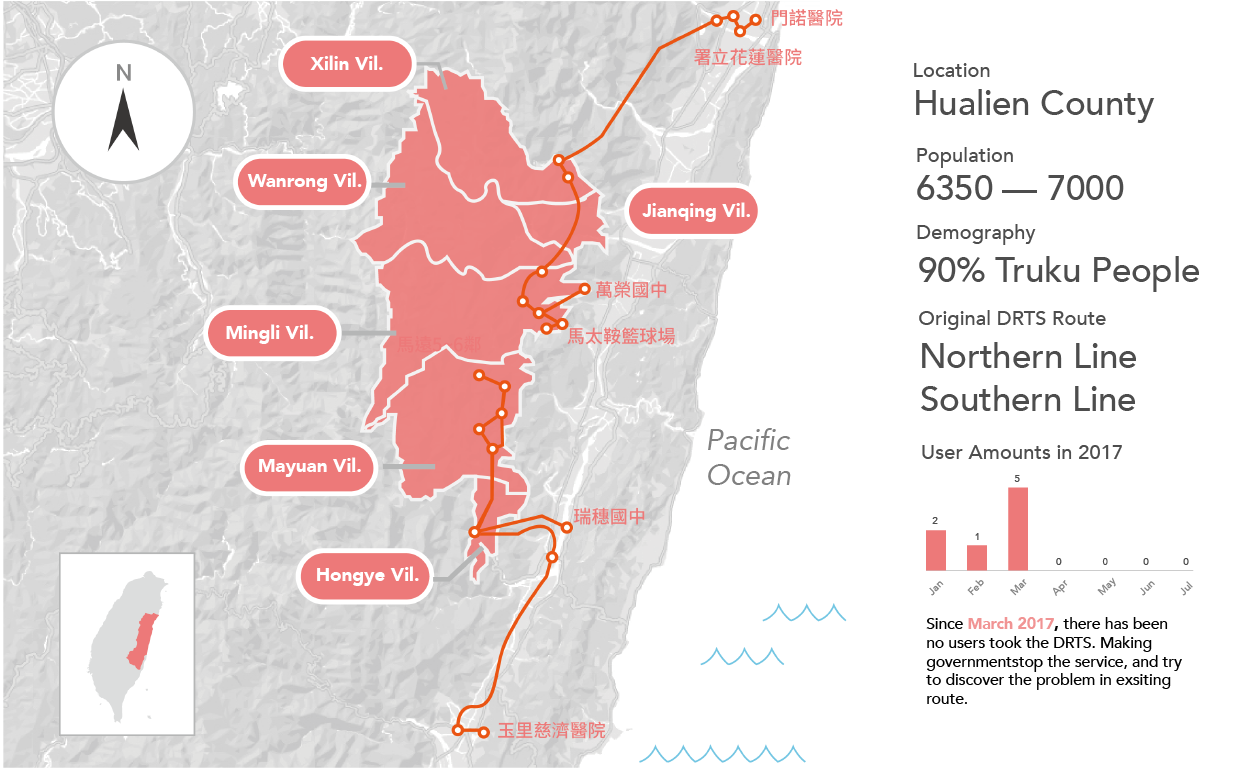 N
Xilin Vil.
Wanrong Vil.
Jianqing Vil.
Mingli Vil.
Mayuan Vil.
Hongye Vil.
門諾醫院
署立花蓮醫院
萬榮國中
馬太鞍籃球場
瑞穗國中
玉里慈濟醫院
Pacific
Ocean
Location
Hualien County
Population
6350 — 7000
Demography
90% Truku People
Original DRTS Route
Northern Line
Southern Line
User Amounts in 2017
2
1
5
0
0
0
0
Jan
Feb
Mar
Apr
May
Jun
Jul
Since March 2017, there has been
no users took the DRTS. Making
governmentstop the service, and try
to discover the problem in exsiting
route.